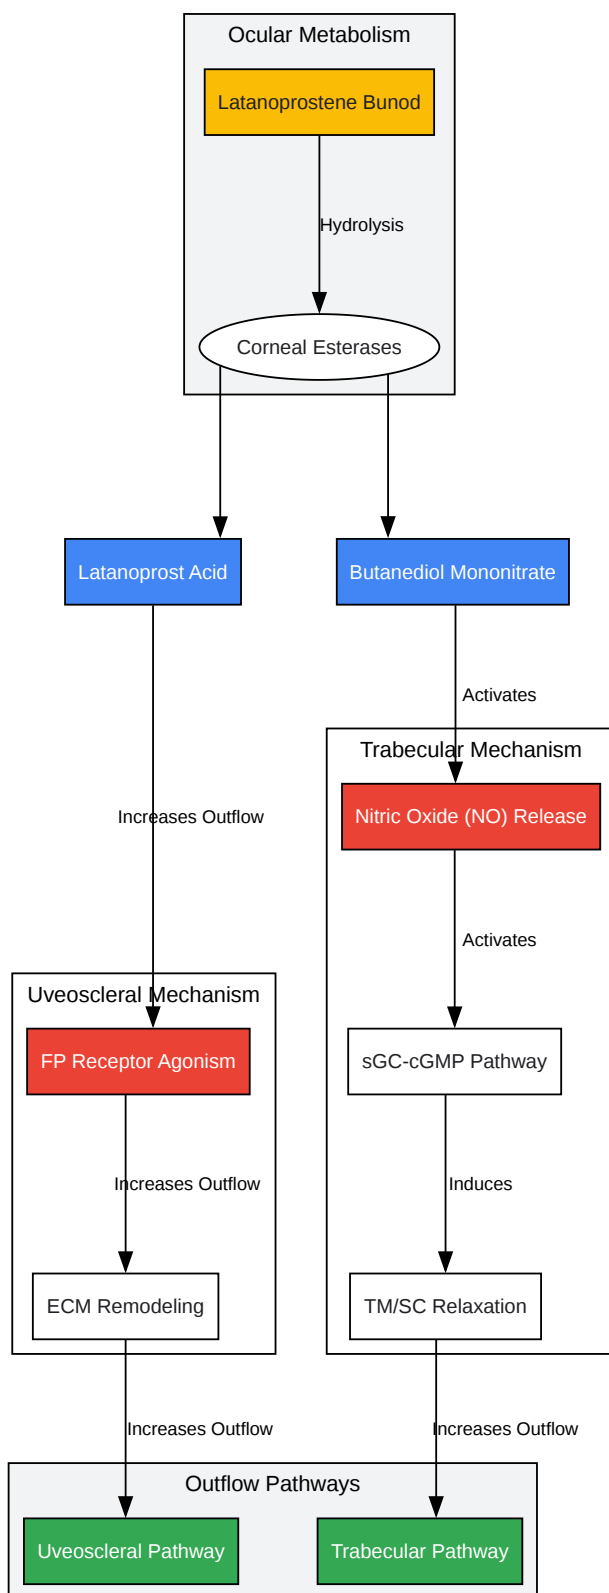 Ocular Metabolism
Latanoprostene Bunod
Hydrolysis
Corneal Esterases
Latanoprost Acid
Butanediol Mononitrate
Activates
Trabecular Mechanism
Nitric Oxide (NO) Release
Increases Outflow
Activates
Uveoscleral Mechanism
FP Receptor Agonism
sGC-cGMP Pathway
Increases Outflow
Induces
ECM Remodeling
TM/SC Relaxation
Increases Outflow
Increases Outflow
Outflow Pathways
Uveoscleral Pathway
Trabecular Pathway